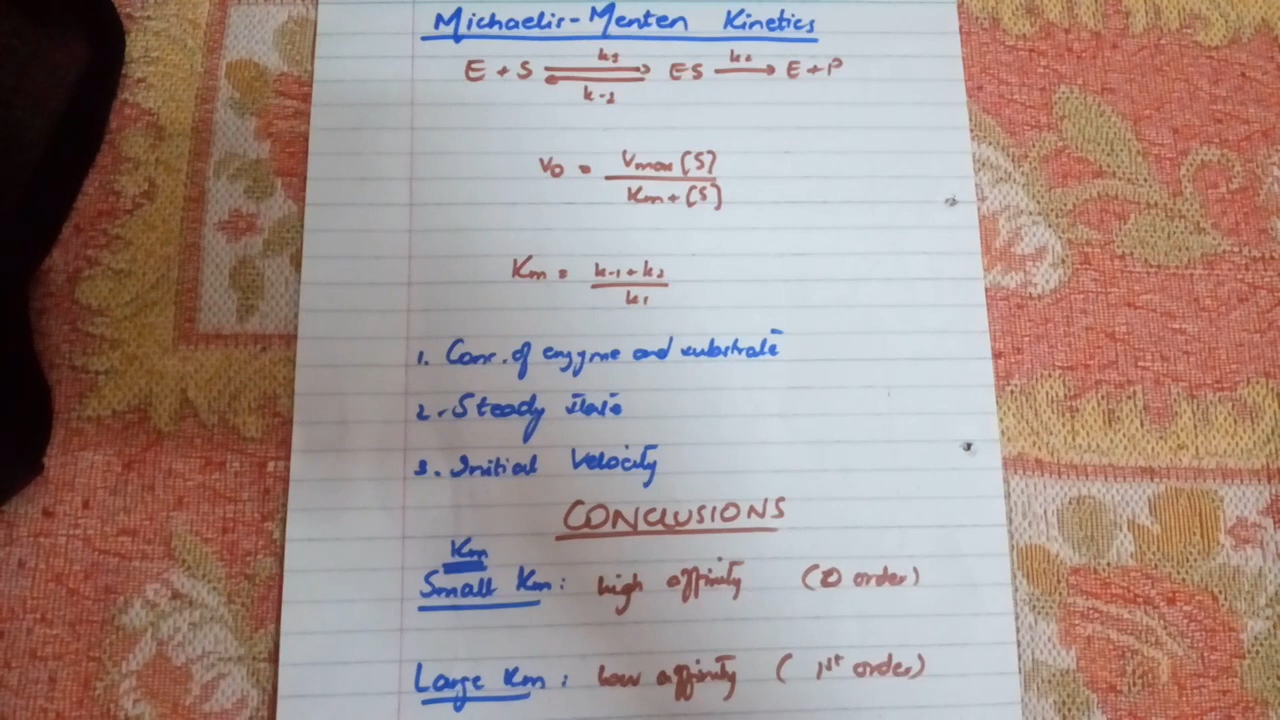 Michaelis-Menten Kinetics
k1 k2
E + S ⇌ ES → E + P
k-1
V0 = Vmax [S]
Km + [S]
Km = k-1 + k2
k1
1. Conc. of enzyme and substrate
2. Steady state
3. Initial Velocity
CONCLUSIONS
Km
Small Km: high affinity (0 order)
Large Km: low affinity (1st order)